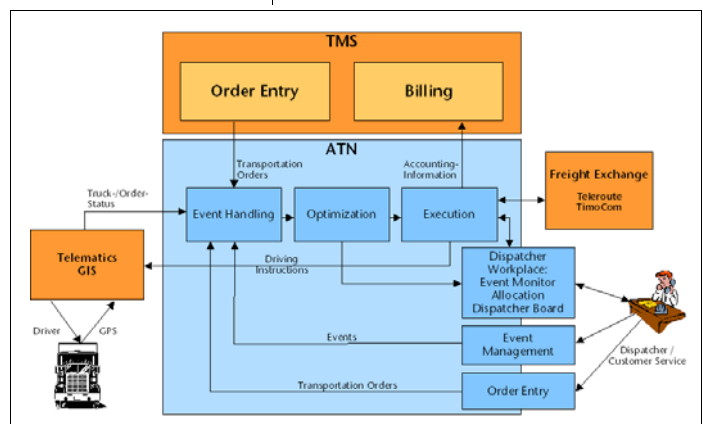 TMS
Order Entry
Billing
ATN
Transportation
Orders
Accounting-
Information
Freight Exchange
Teleroute
TimoCom
Truck-/Order-
Status
Event Handling
Optimization
Execution
Telematics
GIS
Driving
Instructions
Dispatcher
Workplace:
Event Monitor
Allocation
Dispatcher Board
Driver
GPS
Events
Event
Management
Dispatcher /
Customer Service
Transportation Orders
Order Entry